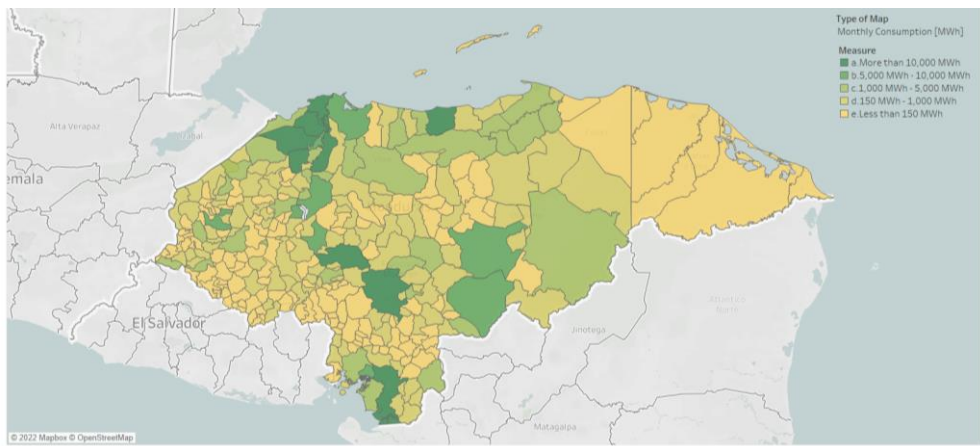 Type of Map
Monthly Consumption [MWh]
Measure
a.More than 10,000 MWh
b.5,000 MWh - 10,000 MWh
c.1,000 MWh - 5,000 MWh
d.150 MWh - 1,000 MWh
e.Less than 150 MWh
Alta Verapaz
El Salvador
Jinotega
Matagalpa
© 2022 Mapbox © OpenStreetMap